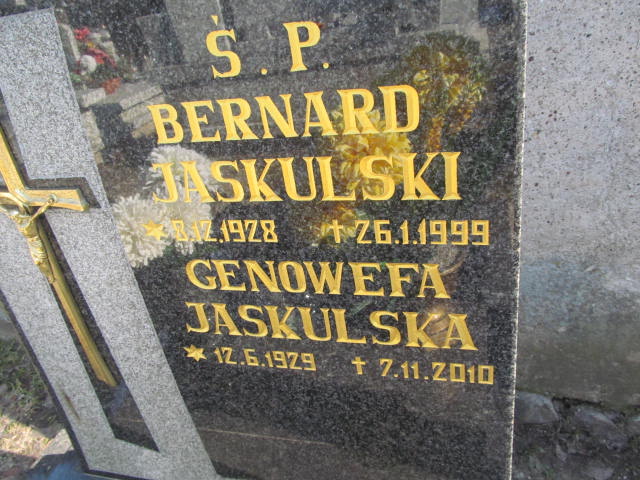 Ś. P.
BERNARD
JASKULSKI
* 8.12.1928 ✝ 26.1.1999
GENOWEFA
JASKULSKA
* 12.6.1929 ✝ 7.11.2010